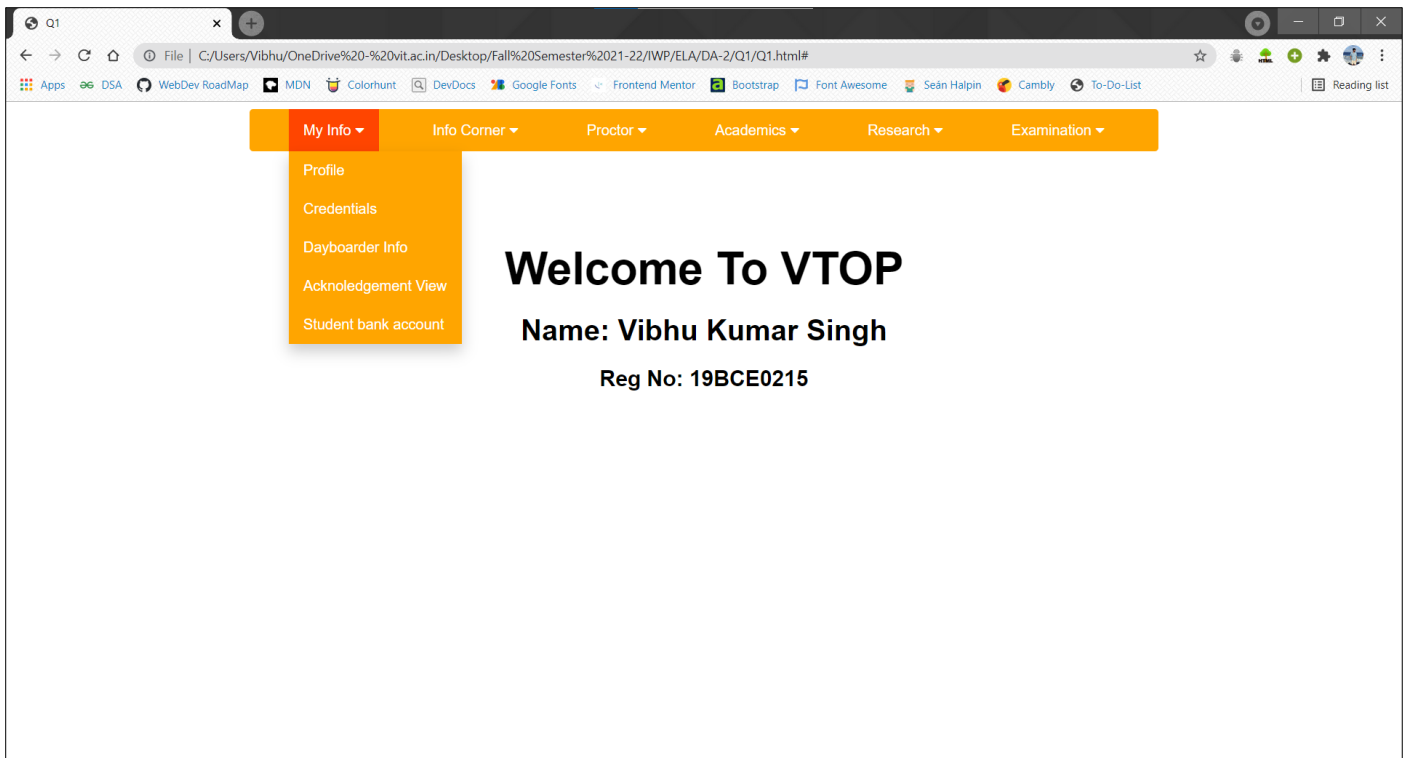 Q1
File | C:/Users/Vibhu/OneDrive%20-%20vit.ac.in/Desktop/Fall%20Semester%2021-22/IWP/ELA/DA-2/Q1/Q1.html#
Apps DSA WebDev RoadMap MDN Colorhunt DevDocs Google Fonts Frontend Mentor Bootstrap Font Awesome Seán Halpin Cambly To-Do-List Reading list
My Info Info Corner Proctor Academics Research Examination
Profile
Credentials
Dayboarder Info
Acknoledgement View
Student bank account
Welcome To VTOP
Name: Vibhu Kumar Singh
Reg No: 19BCE0215